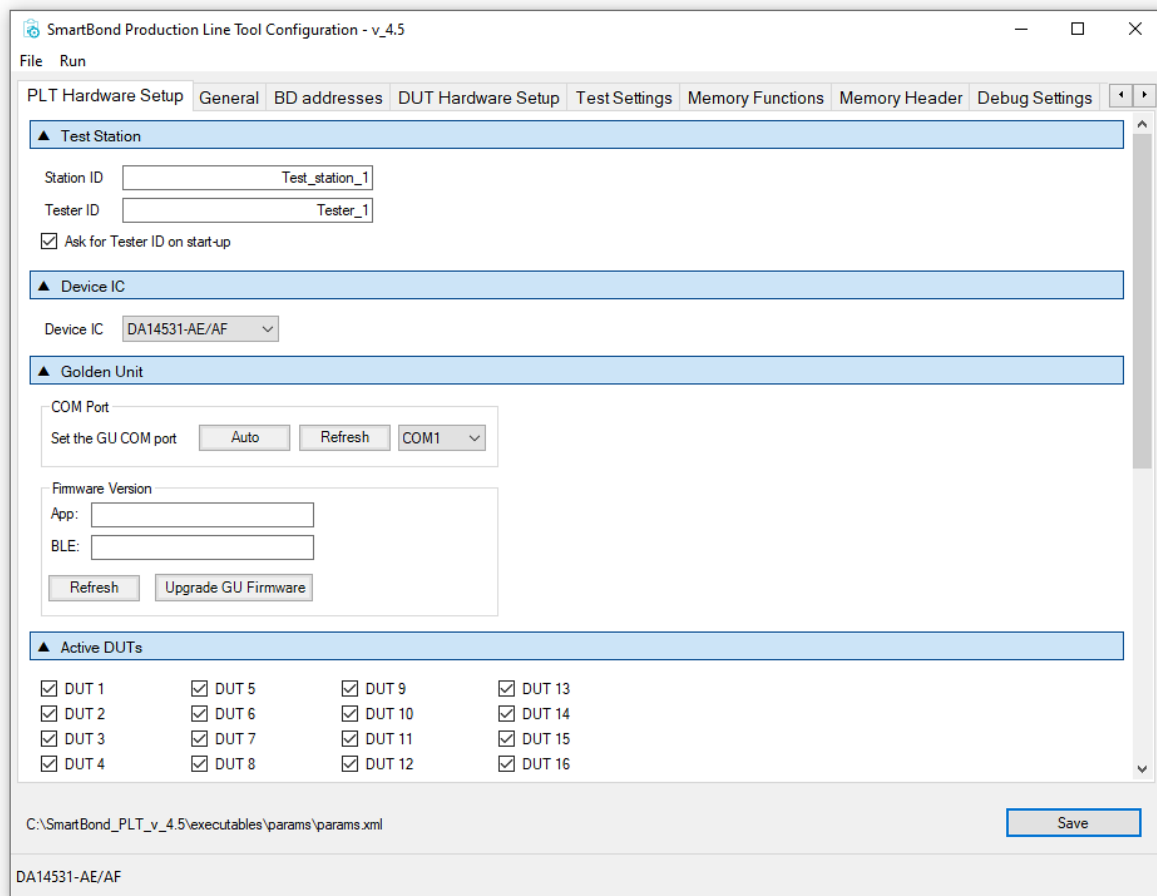 SmartBond Production Line Tool Configuration - v_4.5
File Run
PLT Hardware Setup General BD addresses DUT Hardware Setup Test Settings Memory Functions Memory Header Debug Settings
Test Station
Station ID Test_station_1
Tester ID Tester_1
Ask for Tester ID on start-up
Device IC
Device IC DA14531-AE/AF
Golden Unit
COM Port
Set the GU COM port Auto Refresh COM1
Firmware Version
App:
BLE:
Refresh Upgrade GU Firmware
Active DUTs
DUT 1 DUT 5 DUT 9 DUT 13
DUT 2 DUT 6 DUT 10 DUT 14
DUT 3 DUT 7 DUT 11 DUT 15
DUT 4 DUT 8 DUT 12 DUT 16
C:\SmartBond_PLT_v_4.5\executables\params\params.xml Save
DA14531-AE/AF